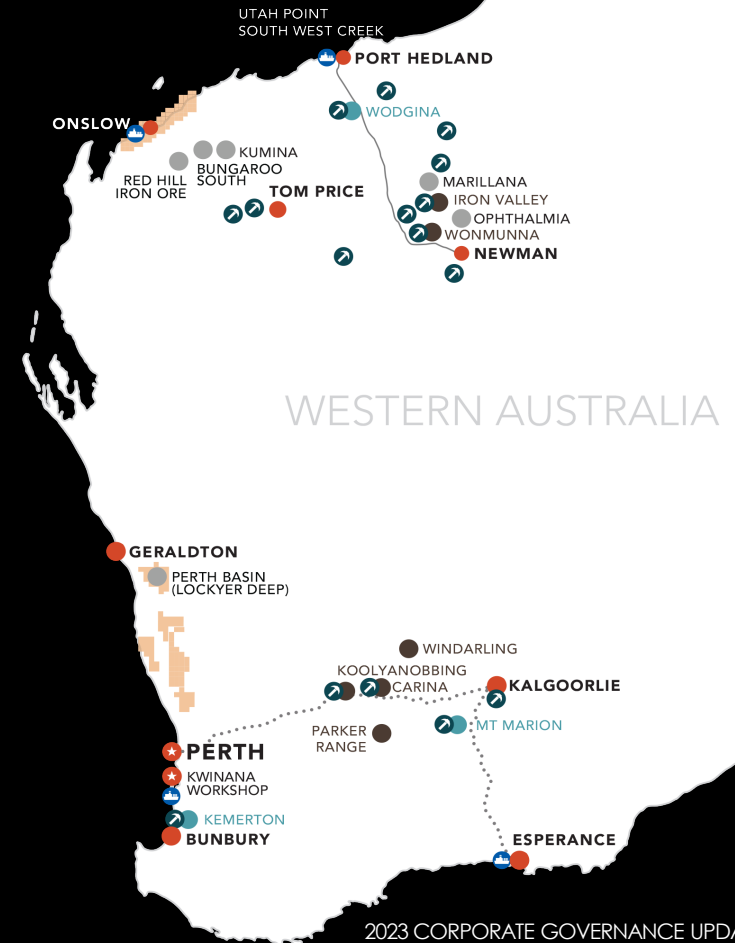 UTAH POINT
SOUTH WEST CREEK
PORT HEDLAND
WODGINA
ONSLOW
KUMINA
BUNGAROO
SOUTH
RED HILL
IRON ORE
TOM PRICE
MARILLANA
IRON VALLEY
OPHTHALMIA
WONMUNNA
NEWMAN
WESTERN AUSTRALIA
GERALDTON
PERTH BASIN
(LOCKYER DEEP)
WINDARLING
KOOLYANOBBING
CARINA
KALGOORLIE
PARKER
RANGE
MT MARION
PERTH
KWINANA
WORKSHOP
KEMERTON
BUNBURY
ESPERANCE
2023 CORPORATE GOVERNANCE UPDA